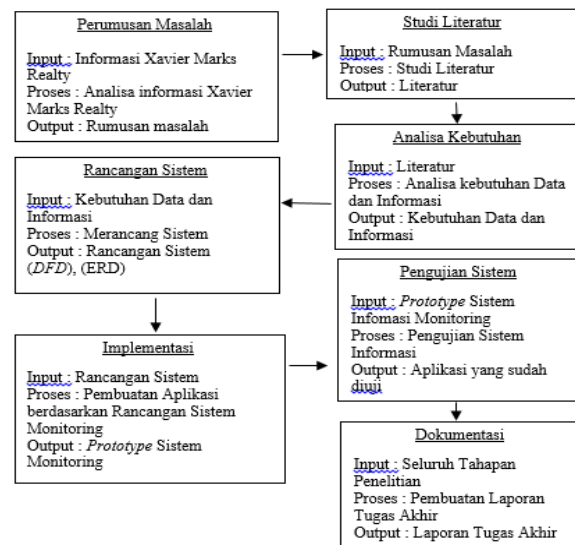 Perumusan Masalah
Input : Informasi Xavier Marks
Realty
Proses : Analisa informasi Xavier
Marks Realty
Output : Rumusan masalah
Studi Literatur
Input : Rumusan Masalah
Proses : Studi Literatur
Output : Literatur
Analisa Kebutuhan
Input : Literatur
Proses : Analisa kebutuhan Data
dan Informasi
Output : Kebutuhan Data dan
Informasi
Rancangan Sistem
Input : Kebutuhan Data dan
Informasi
Proses : Merancang Sistem
Output : Rancangan Sistem
(DFD), (ERD)
Implementasi
Input : Rancangan Sistem
Proses : Pembuatan Aplikasi
berdasarkan Rancangan Sistem
Monitoring
Output : Prototype Sistem
Monitoring
Pengujian Sistem
Input : Prototype Sistem
Infomasi Monitoring
Proses : Pengujian Sistem
Informasi
Output : Aplikasi yang sudah
diuji
Dokumentasi
Input : Seluruh Tahapan
Penelitian
Proses : Pembuatan Laporan
Tugas Akhir
Output : Laporan Tugas Akhir